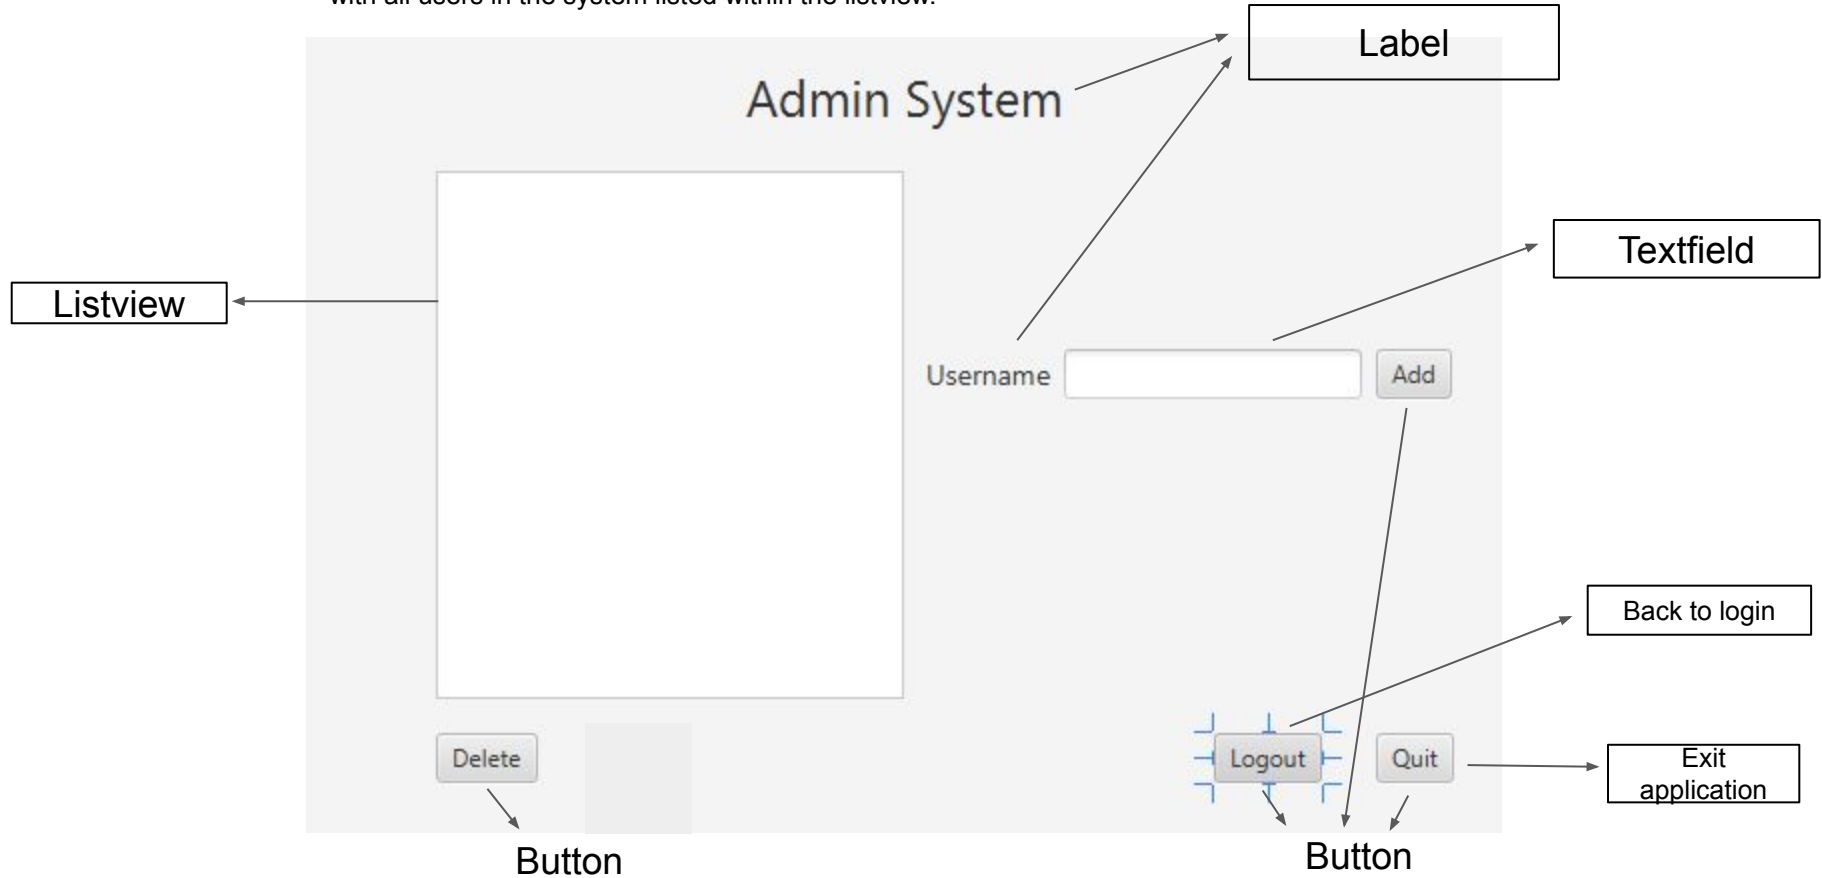 with all users in the system listed within the listview.
Label
Admin System
Textfield
Listview
Username
Add
Back to login
Delete
Logout
Quit
Exit
application
Button
Button